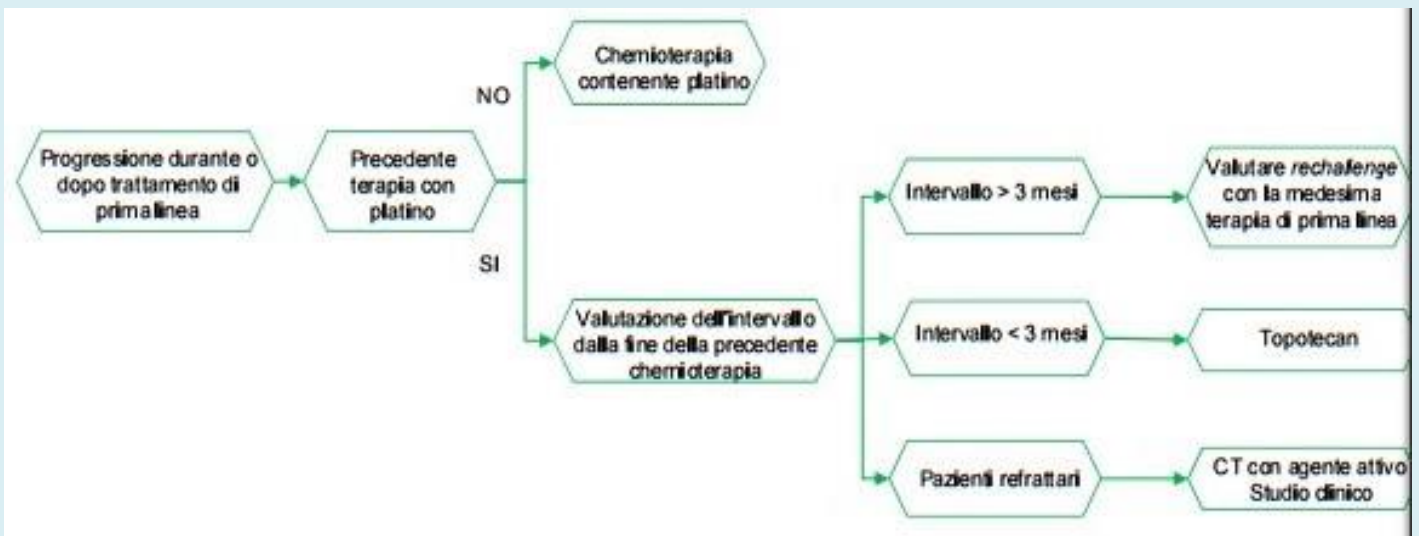 Chemioterapia
contenente platino
NO
Progressione durante o
dopo trattamento di
prima linea
Precedente
terapia con
platino
SI
Valutazione dell'intervallo
dalla fine della precedente
chemioterapia
Intervallo > 3 mesi
Valutare rechallenge
con la medesima
terapia di prima linea
Intervallo < 3 mesi
Topotecan
Pazienti refrattari
CT con agente attivo
Studio clinico